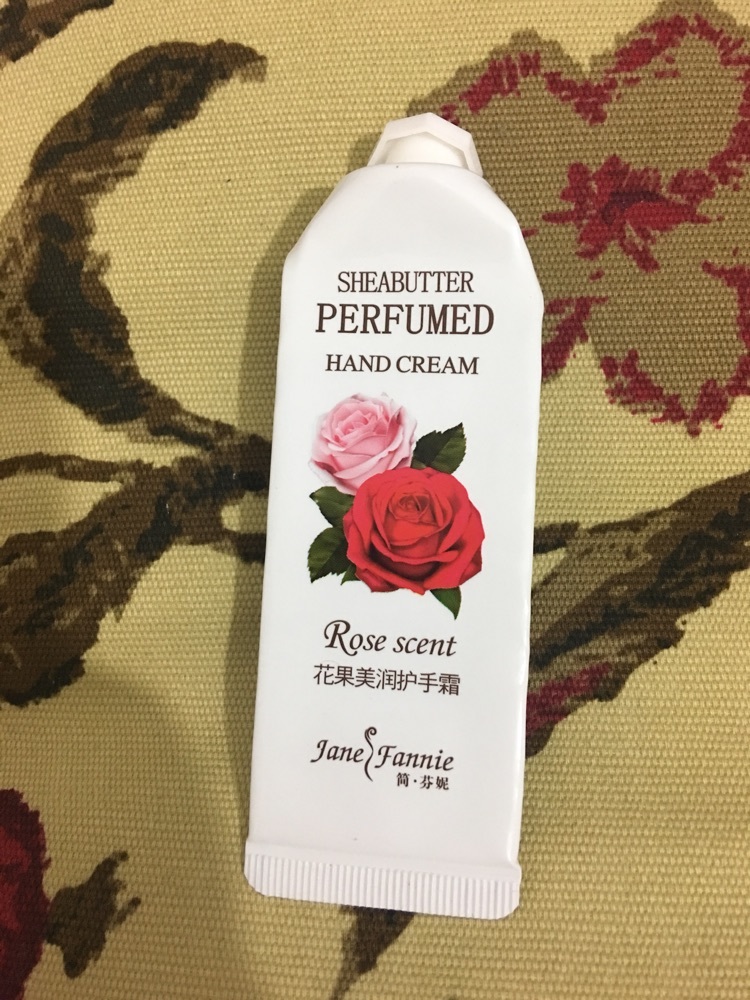 SHEABUTTER
PERFUMED
HAND CREAM
Rose scent
花果美润护手霜
Jane Fannie
简·芬妮